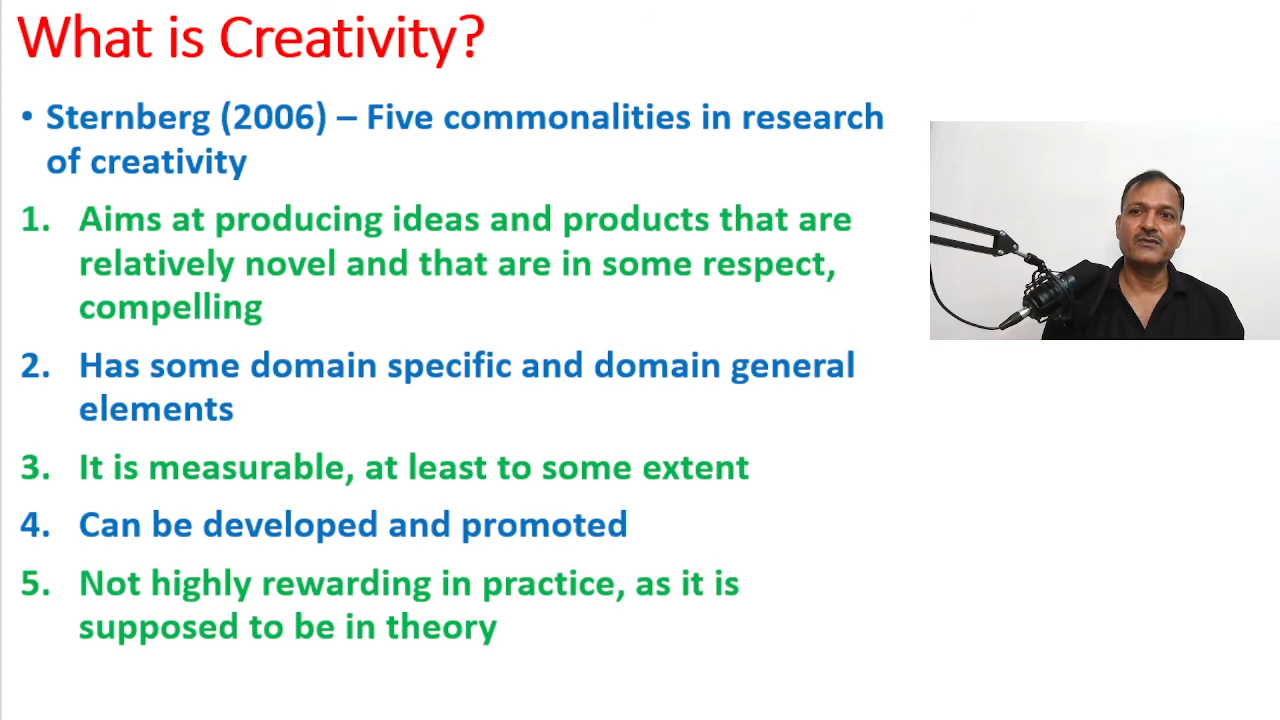 What is Creativity?
• Sternberg (2006) – Five commonalities in research
of creativity
1. Aims at producing ideas and products that are
relatively novel and that are in some respect,
compelling
2. Has some domain specific and domain general
elements
3. It is measurable, at least to some extent
4. Can be developed and promoted
5. Not highly rewarding in practice, as it is
supposed to be in theory